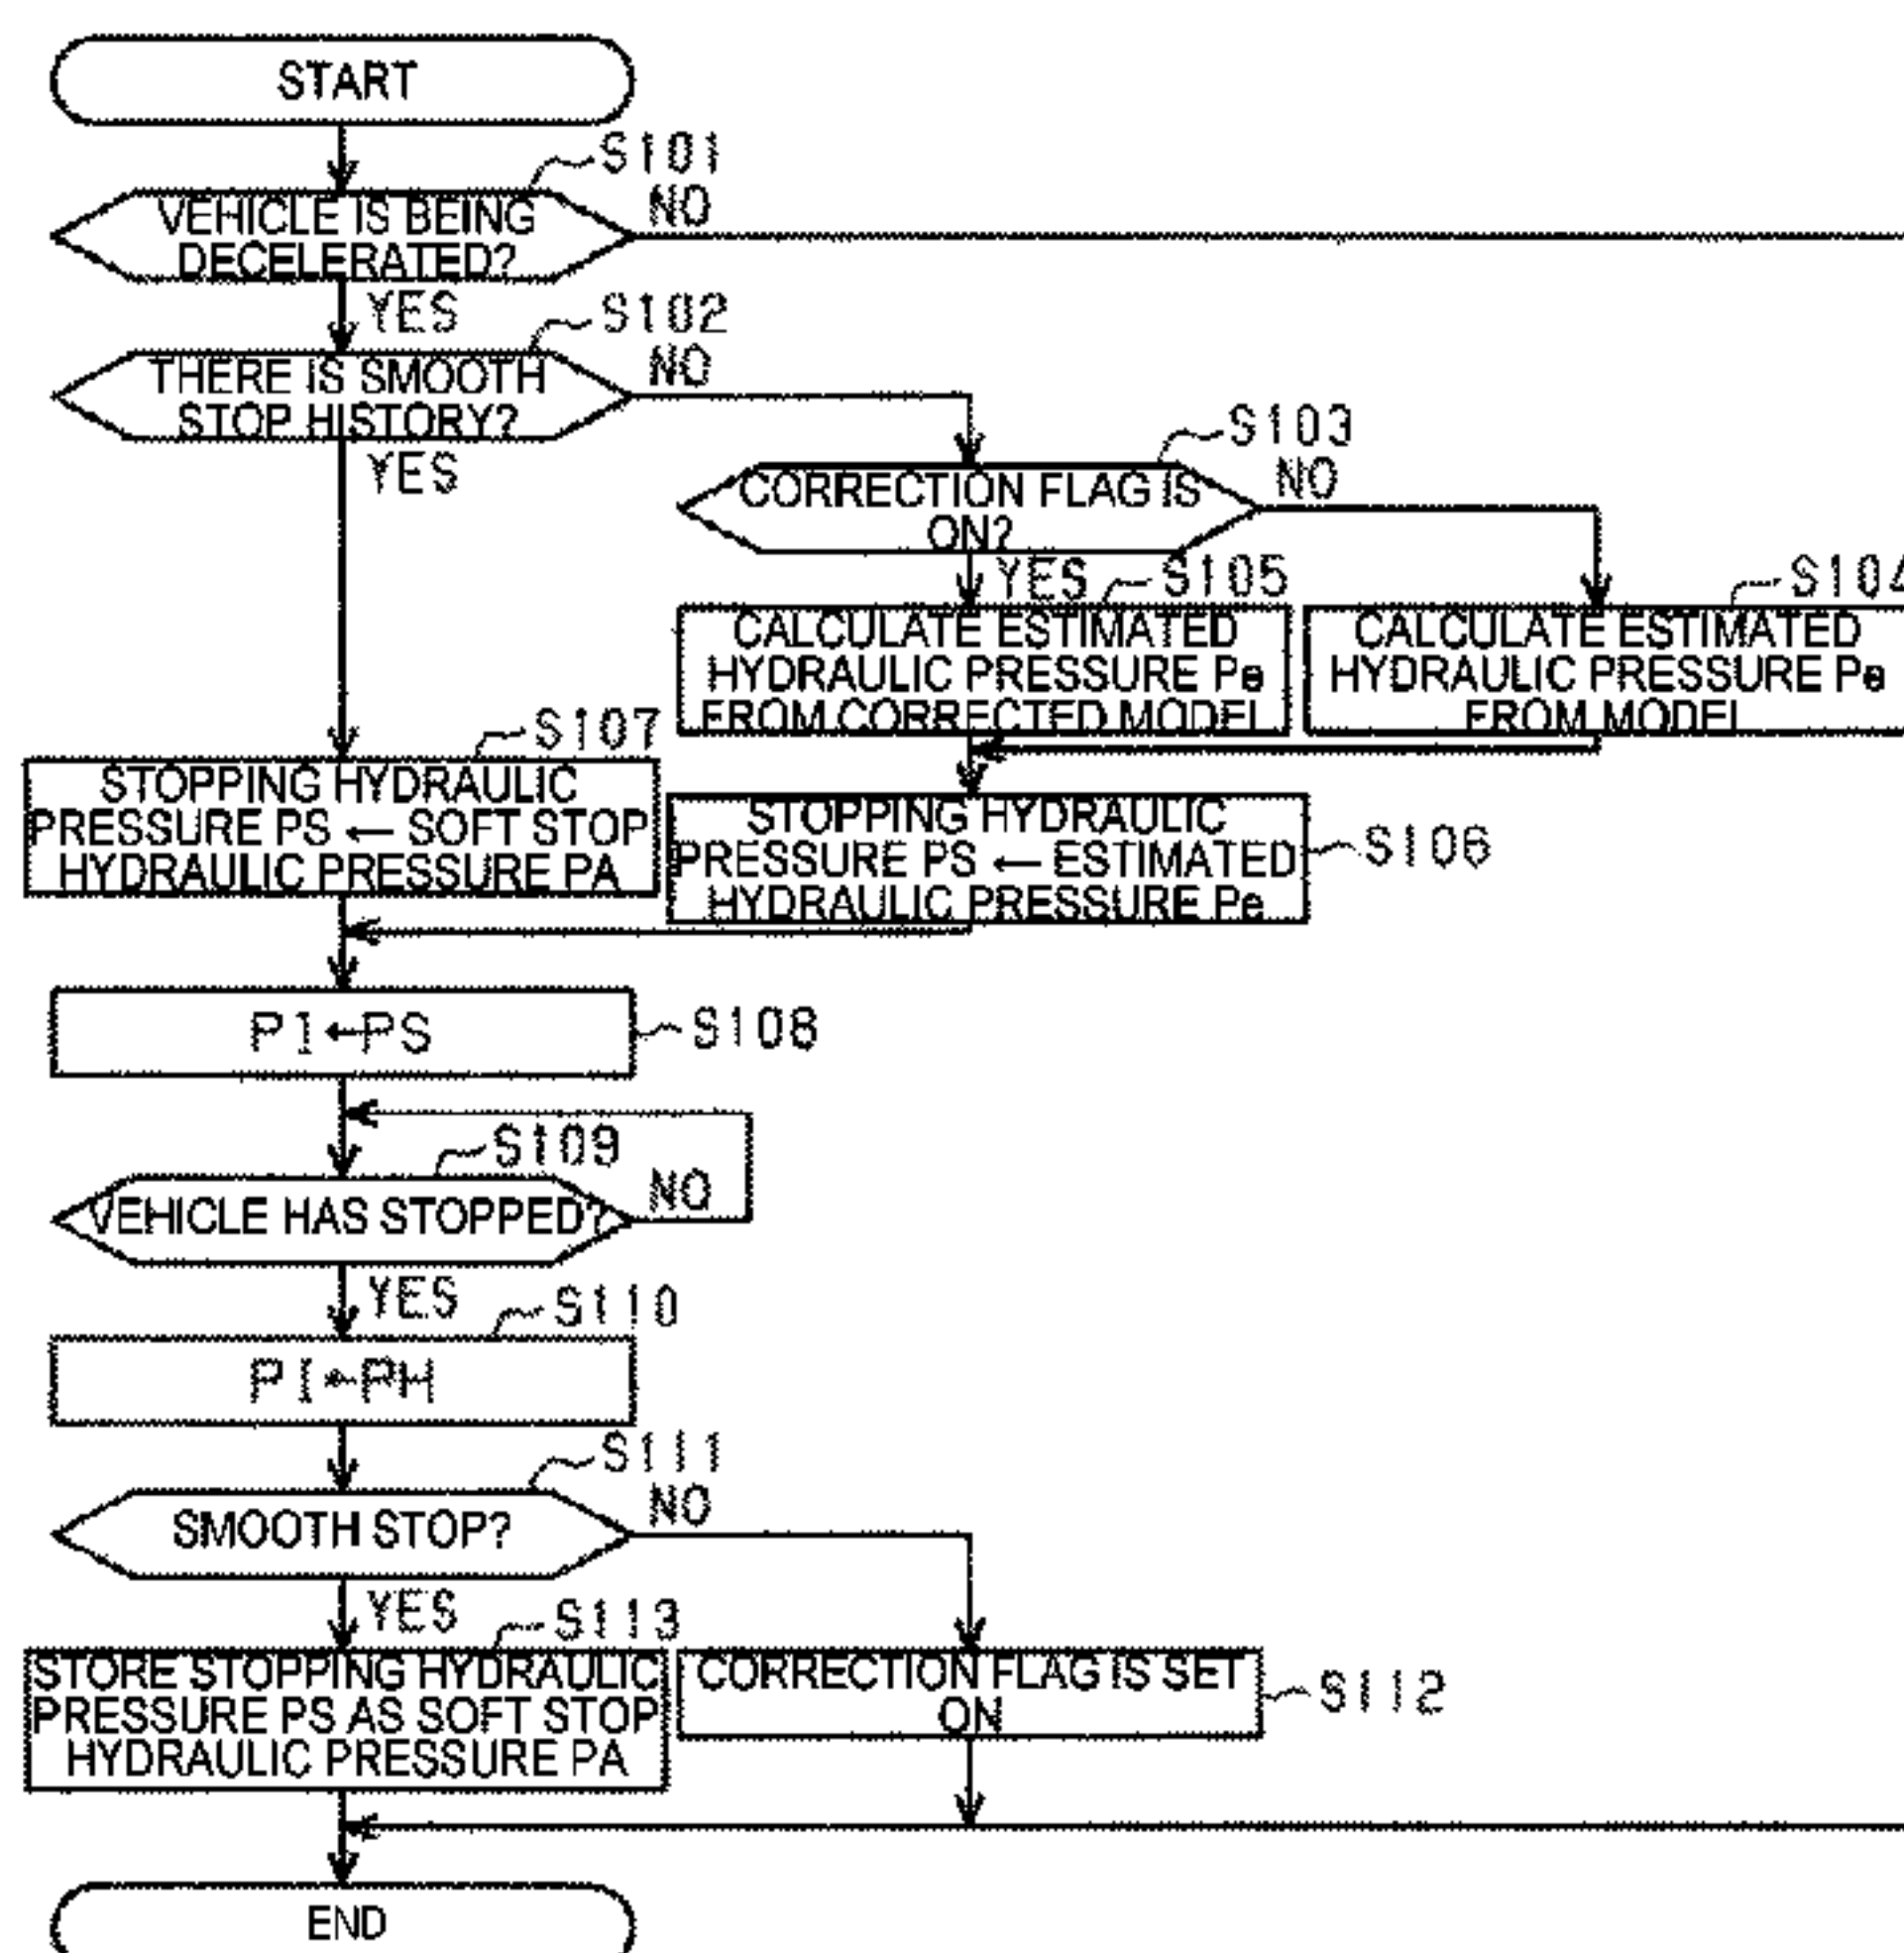 START
S101
VEHICLE IS BEING
DECELERATED?
NO
YES
S102
THERE IS SMOOTH
STOP HISTORY?
NO
YES
S103
CORRECTION FLAG IS
ON?
NO
YES
S105
CALCULATE ESTIMATED
HYDRAULIC PRESSURE Pe
FROM CORRECTED MODEL
S104
CALCULATE ESTIMATED
HYDRAULIC PRESSURE Pe
FROM MODEL
S107
STOPPING HYDRAULIC
PRESSURE PS ← SOFT STOP
HYDRAULIC PRESSURE PA
STOPPING HYDRAULIC
PRESSURE PS ← ESTIMATED
HYDRAULIC PRESSURE Pe
S106
PI←PS
S108
S109
VEHICLE HAS STOPPED?
NO
YES
S110
PI←PH
S111
SMOOTH STOP?
NO
YES
S113
STORE STOPPING HYDRAULIC
PRESSURE PS AS SOFT STOP
HYDRAULIC PRESSURE PA
CORRECTION FLAG IS SET
ON
S112
END